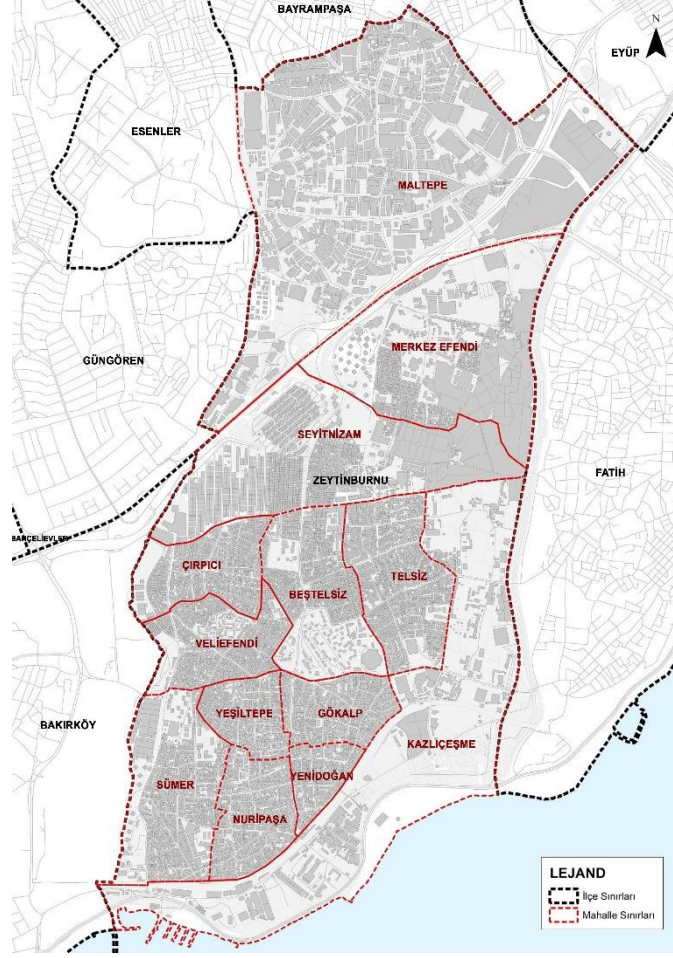 BAYRAMPAŞA
N
EYÜP
ESENLER
MALTEPE
GÜNGÖREN
MERKEZ EFENDİ
SEYİTNİZAM
ZEYTİNBURNU
FATİH
BAHÇELİEVLER
ÇIRPICI
BEŞTELSİZ
TELSİZ
VELİEFENDİ
BAKIRKÖY
YEŞİLTEPE
GÖKALP
KAZLIÇEŞME
SÜMER
YENİDOĞAN
NURİPAŞA
LEJAND
İlçe Sınırları
Mahalle Sınırları